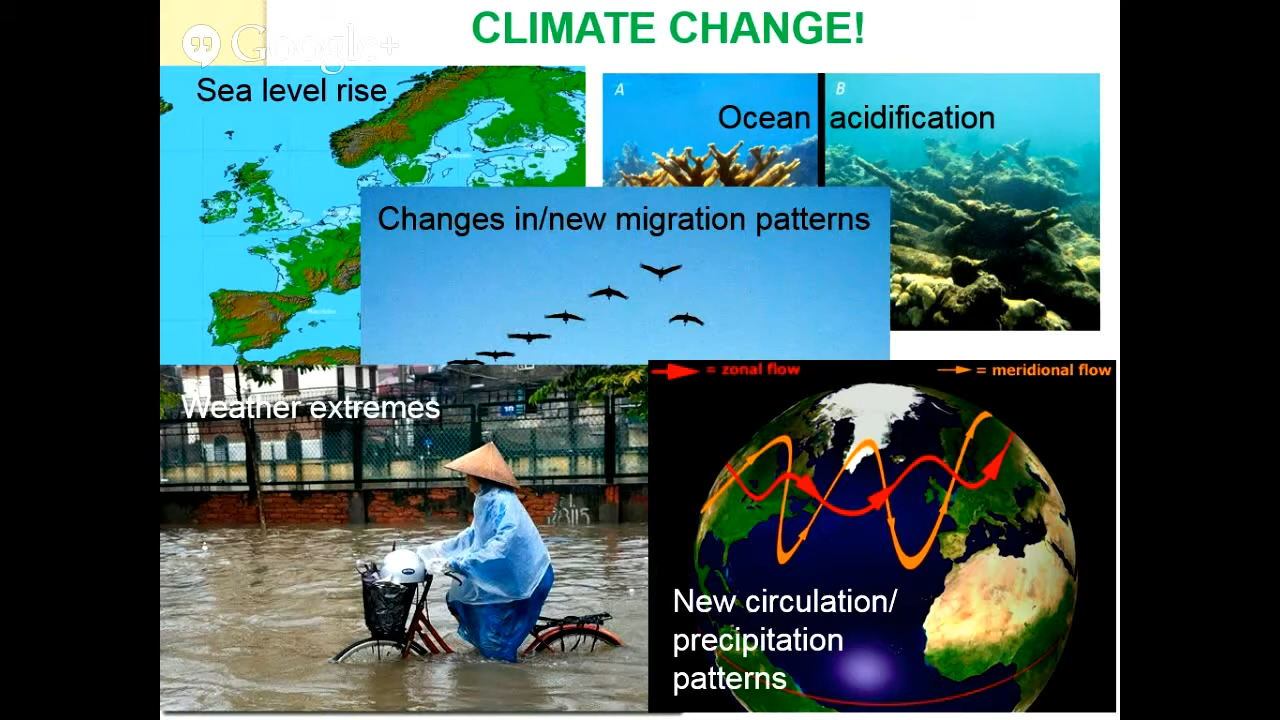 CLIMATE CHANGE!
Google+
Sea level rise
A
B
Ocean acidification
Changes in/new migration patterns
Weather extremes
= zonal flow
= meridional flow
New circulation/
precipitation
patterns